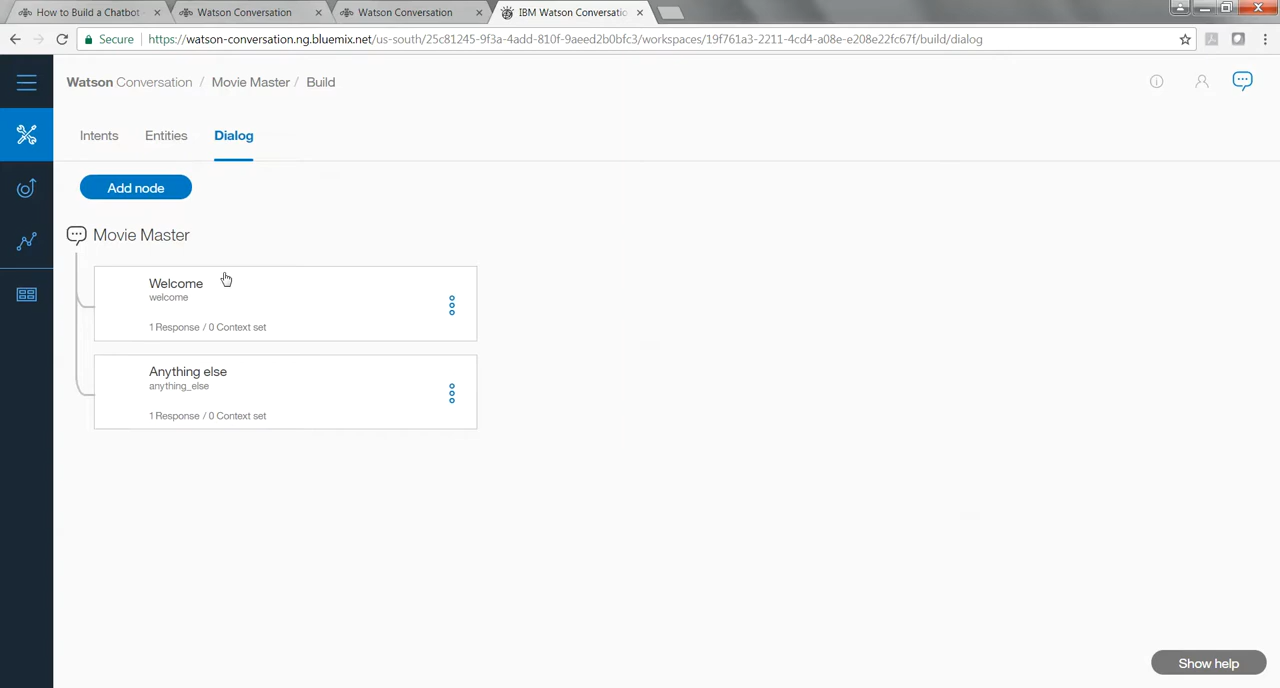 How to Build a Chatbot -
Watson Conversation
Watson Conversation
IBM Watson Conversatio
Secure
https://watson-conversation.ng.bluemix.net/us-south/25c81245-9f3a-4add-810f-9aeed2b0bfc3/workspaces/19f761a3-2211-4cd4-a08e-e208e22fc67f/build/dialog
Watson Conversation / Movie Master / Build
Intents Entities Dialog
Add node
Movie Master
Welcome
welcome
1 Response / 0 Context set
Anything else
anything_else
1 Response / 0 Context set
Show help